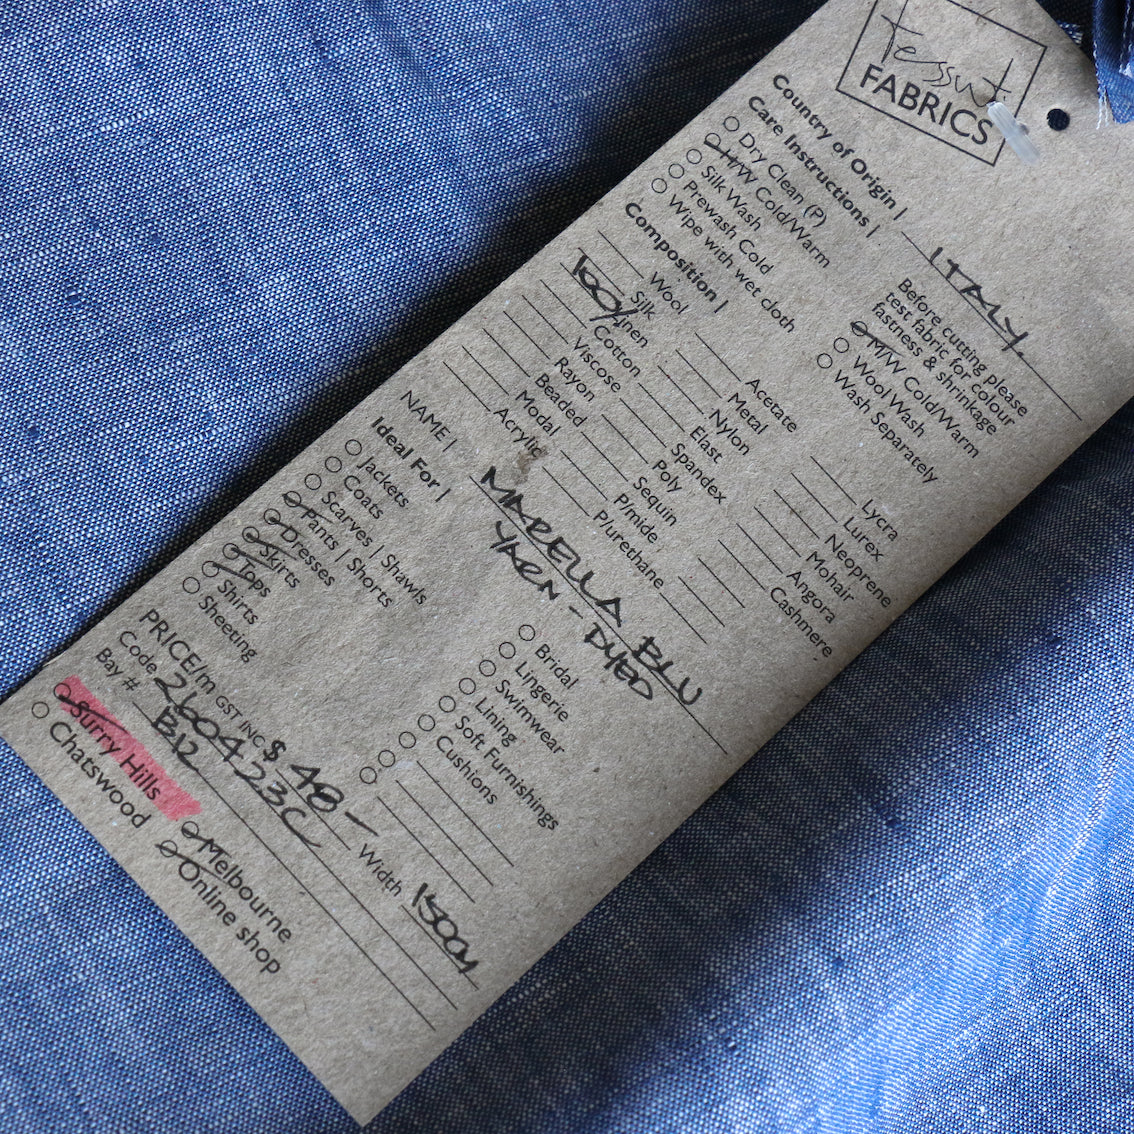 Tessuti
FABRICS
Country of Origin | ITALY.
Care Instructions |
Dry Clean (P)
H/W Cold/Warm
Silk Wash
Prewash Cold
Wipe with wet cloth
Before cutting please
test fabric for colour
fastness & shrinkage
M/W Cold/Warm
Wool Wash
Wash Separately
Composition |
Wool
Silk
100% Linen
Cotton
Viscose
Rayon
Beaded
Modal
Acrylic
Acetate
Metal
Nylon
Elast
Spandex
Poly
Sequin
P/mide
P/urethane
Lycra
Lurex
Neoprene
Mohair
Angora
Cashmere
NAME | MARELLA BLU
YARN-DYED
Ideal For |
Jackets
Coats
Scarves | Shawls
Pants | Shorts
Dresses
Skirts
Tops
Shirts
Sheeting
Bridal
Lingerie
Swimwear
Lining
Soft Furnishings
Cushions
PRICE/m GST INC $48- Width 150cm
Code 260423C
Bay # B12
Surry Hills
Chatswood
Melbourne
Online shop